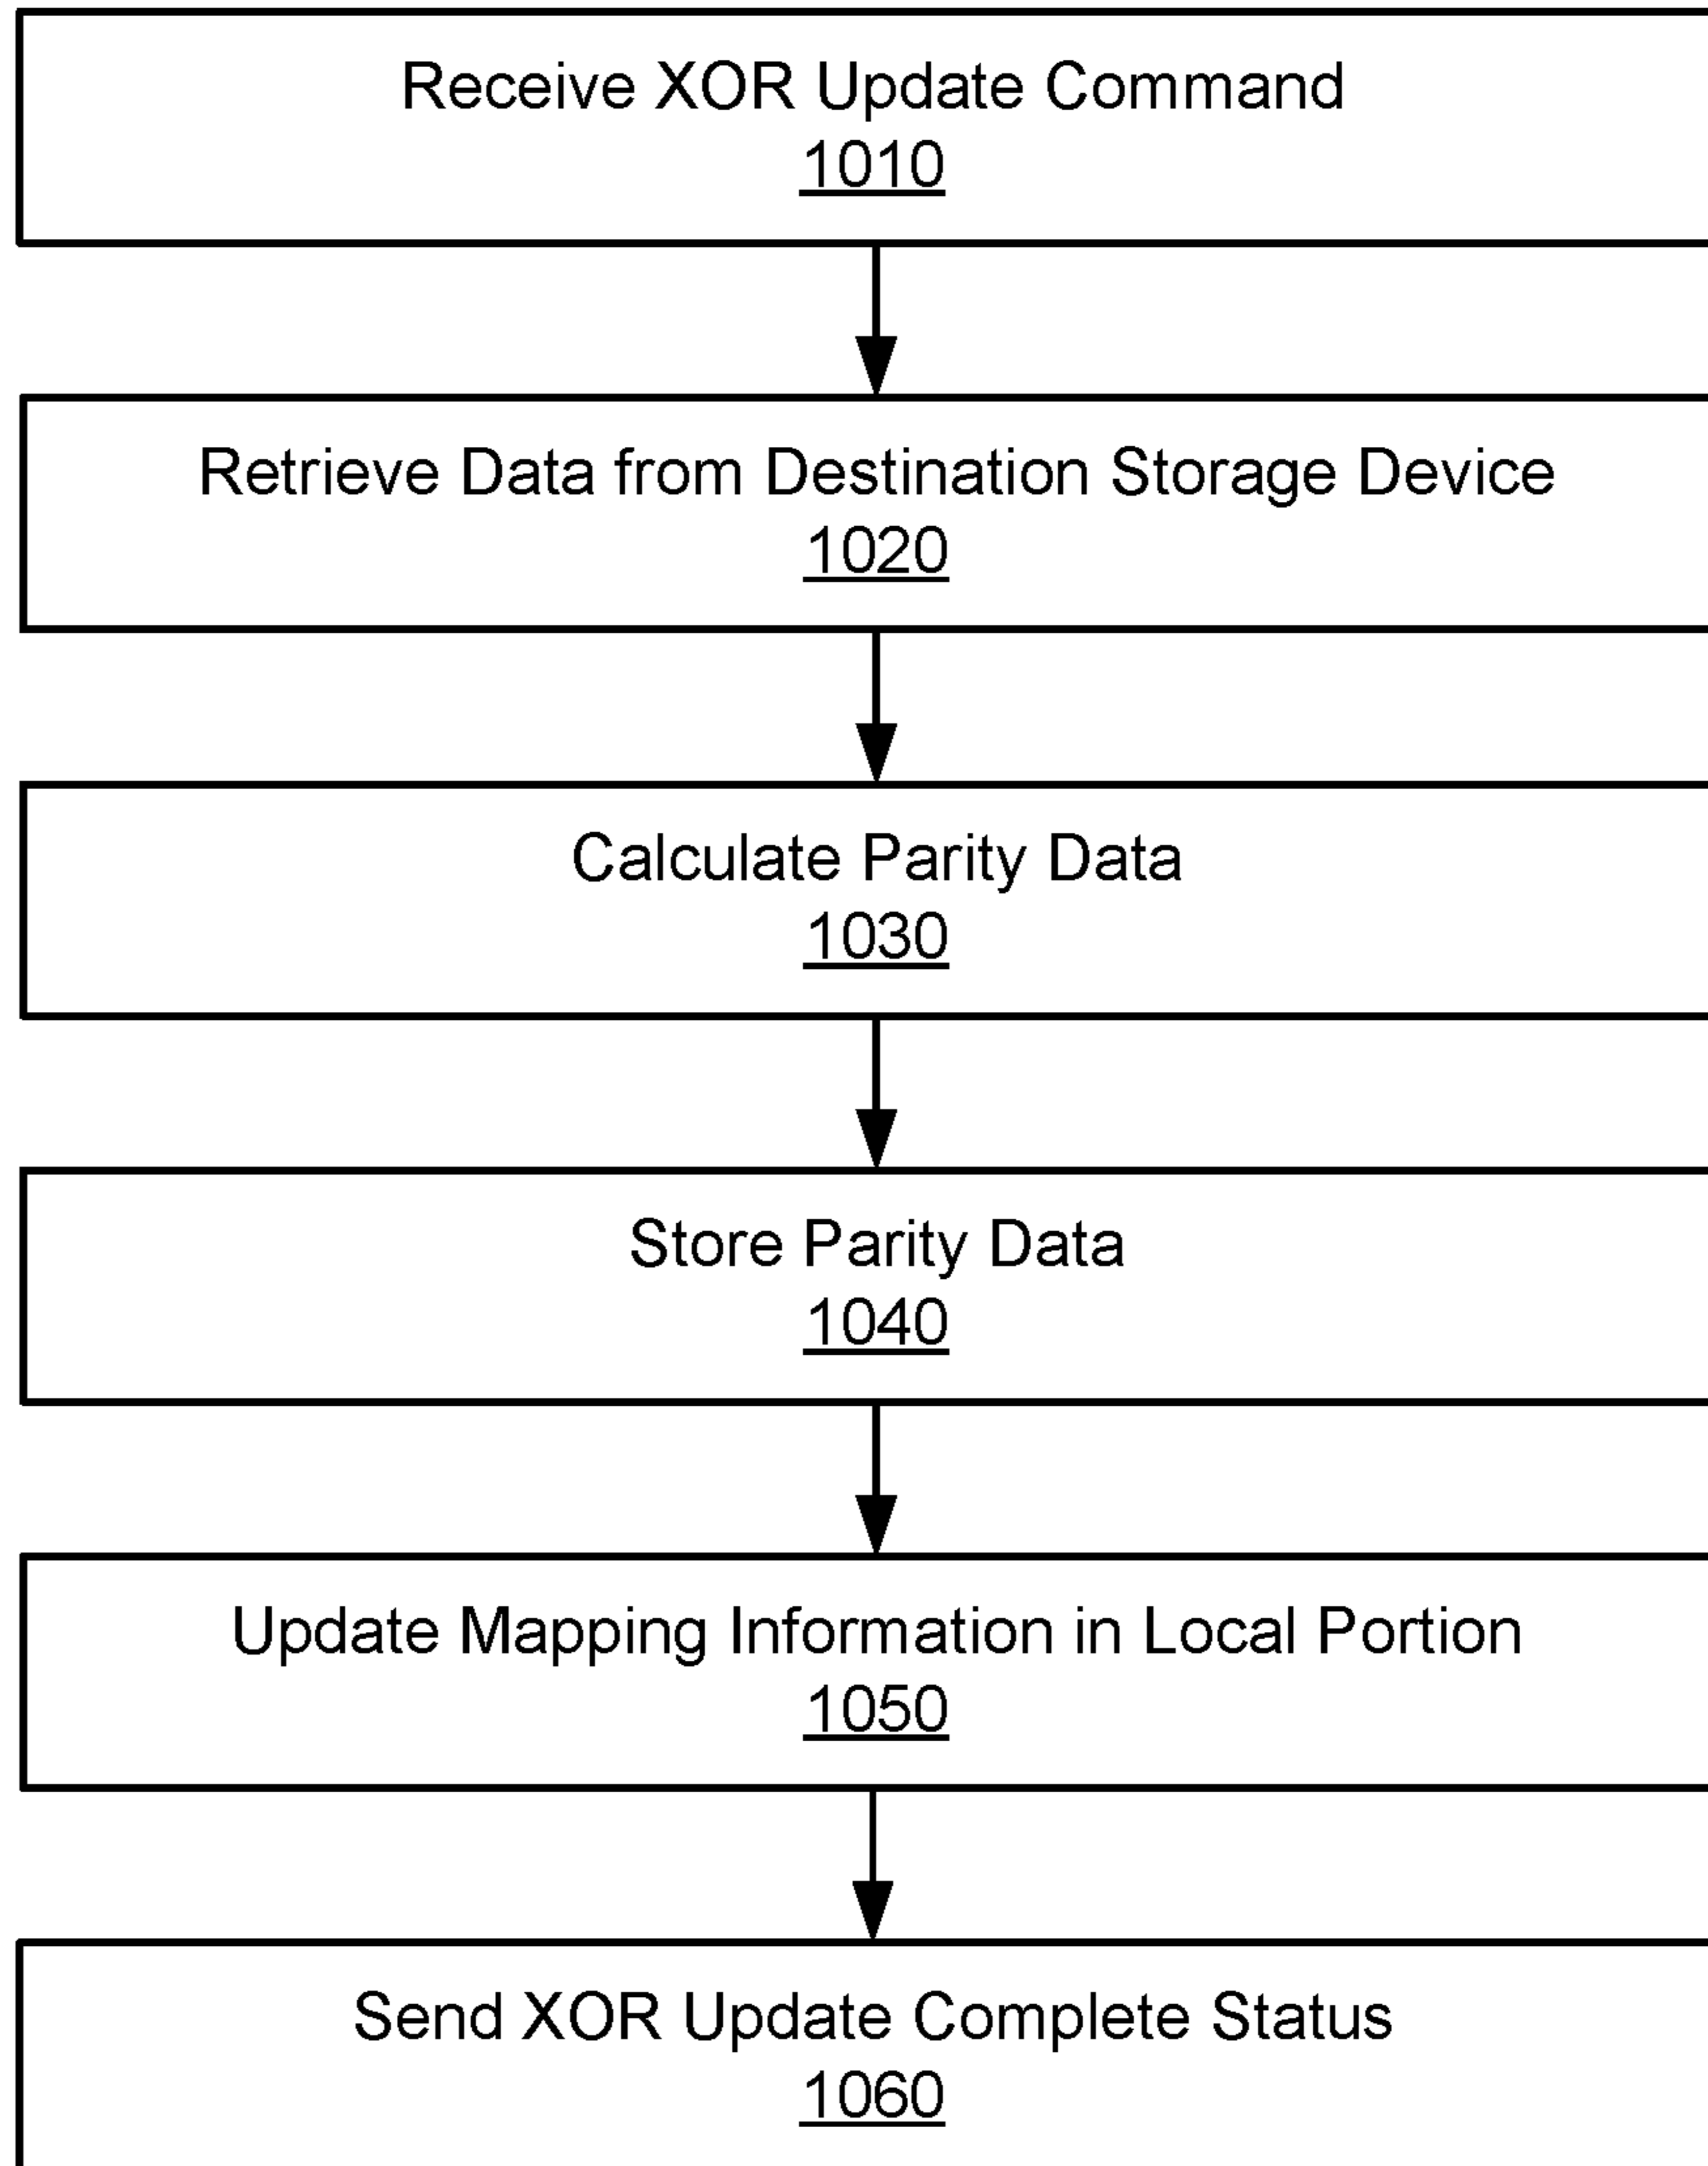 Receive XOR Update Command
1010
Retrieve Data from Destination Storage Device
1020
Calculate Parity Data
1030
Store Parity Data
1040
Update Mapping Information in Local Portion
1050
Send XOR Update Complete Status
1060